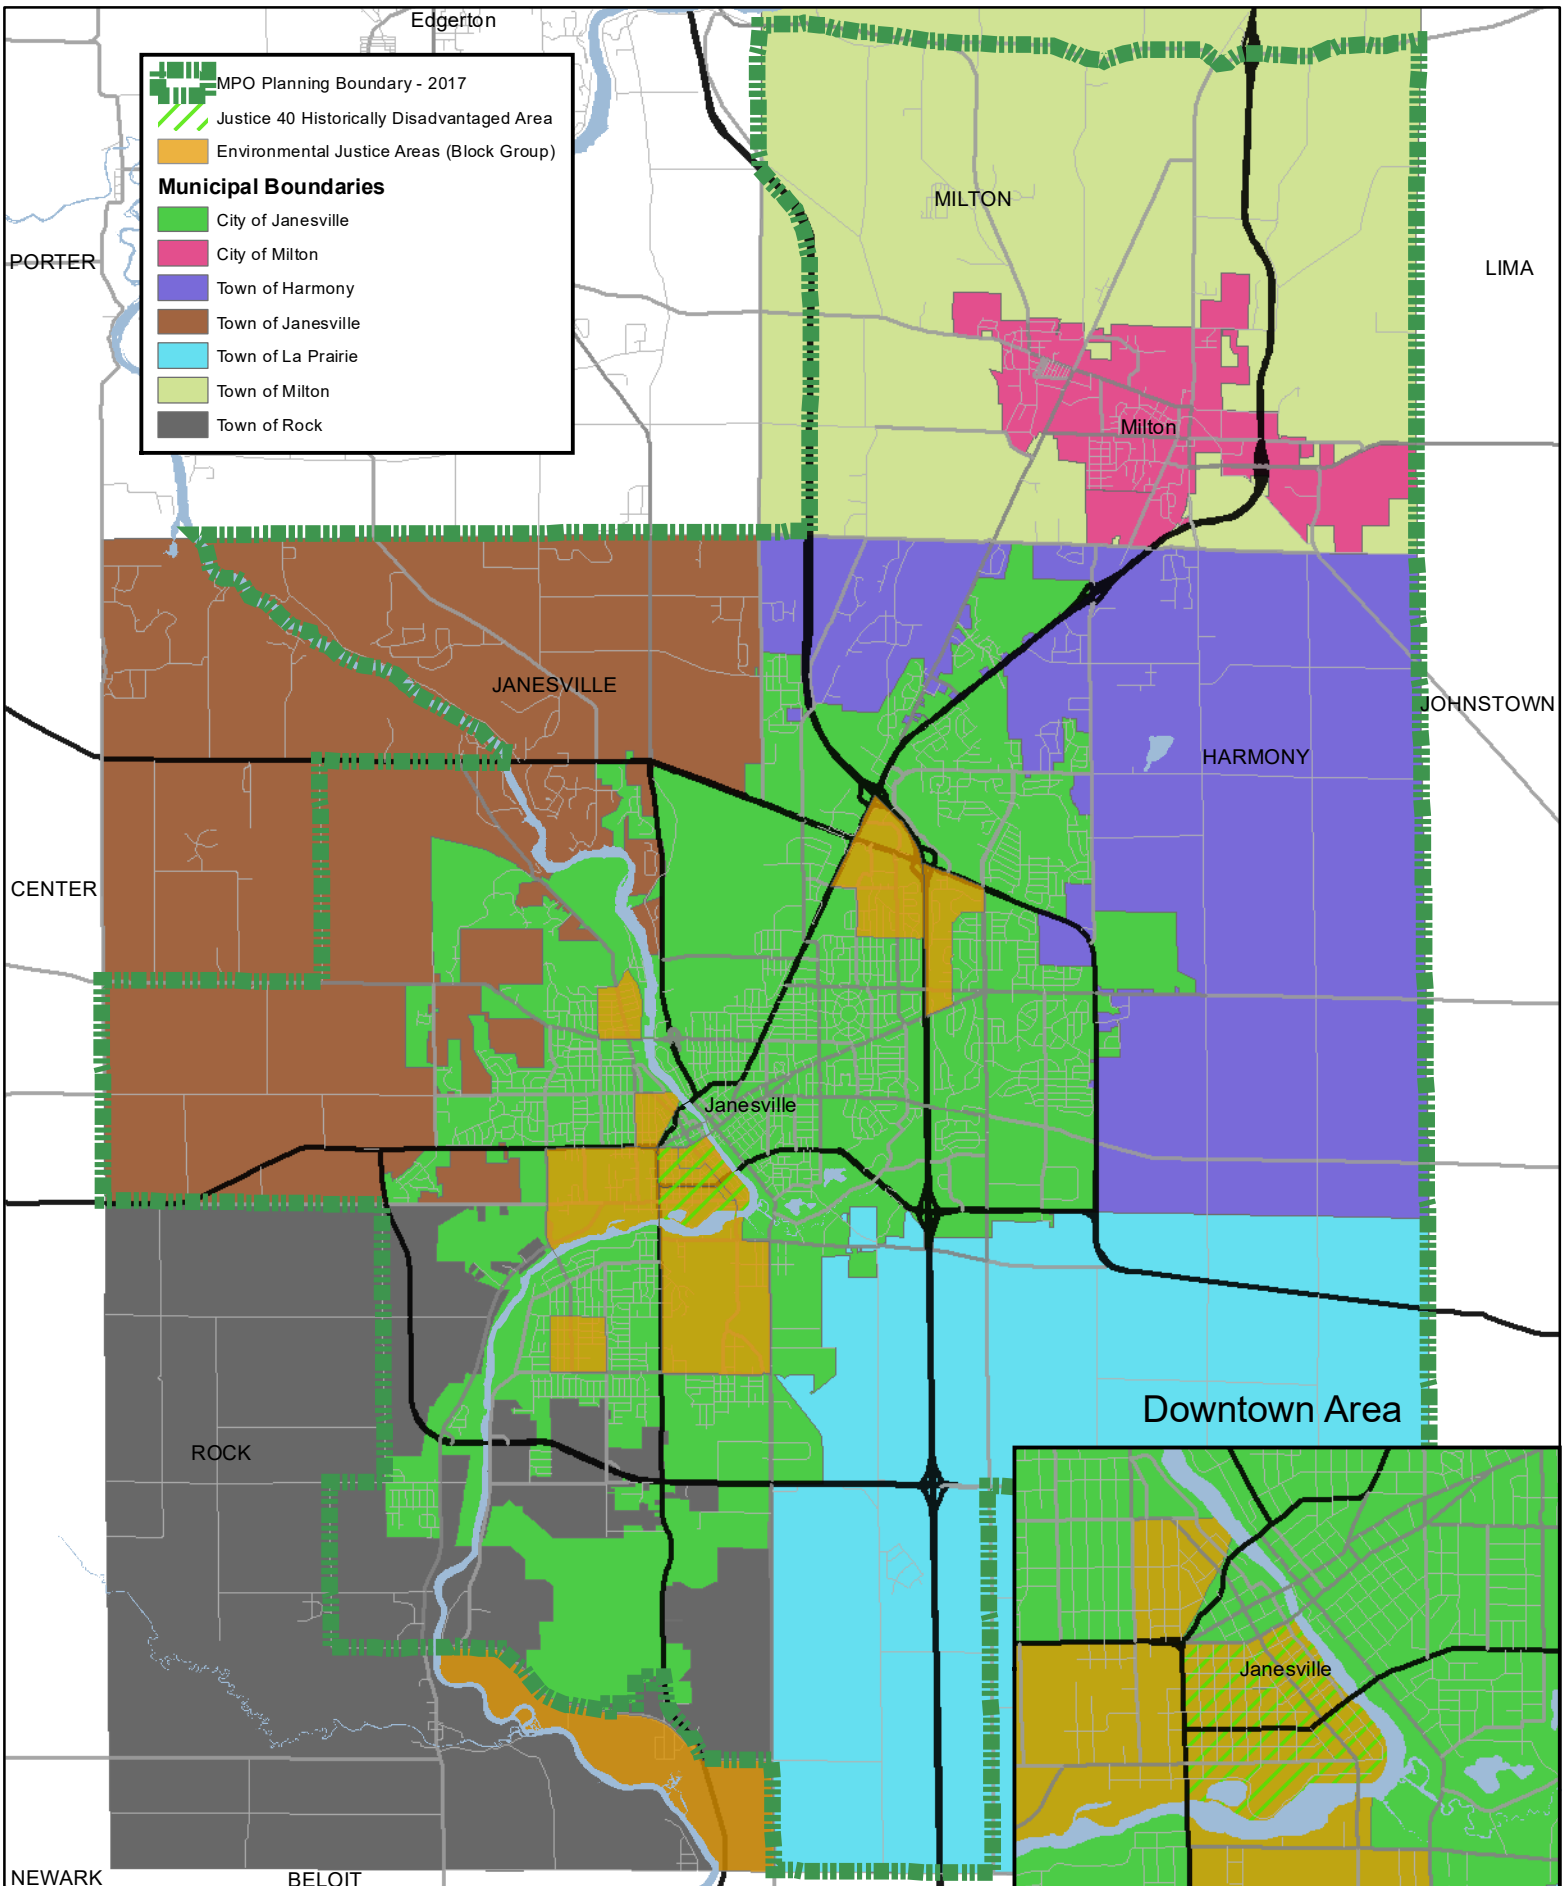 Edgerton
MPO Planning Boundary - 2017
Justice 40 Historically Disadvantaged Area
Environmental Justice Areas (Block Group)
Municipal Boundaries
City of Janesville
City of Milton
Town of Harmony
Town of Janesville
Town of La Prairie
Town of Milton
Town of Rock
MILTON
PORTER
LIMA
Milton
JANESVILLE
JOHNSTOWN
HARMONY
CENTER
Janesville
Downtown Area
ROCK
Janesville
NEWARK
BELOIT